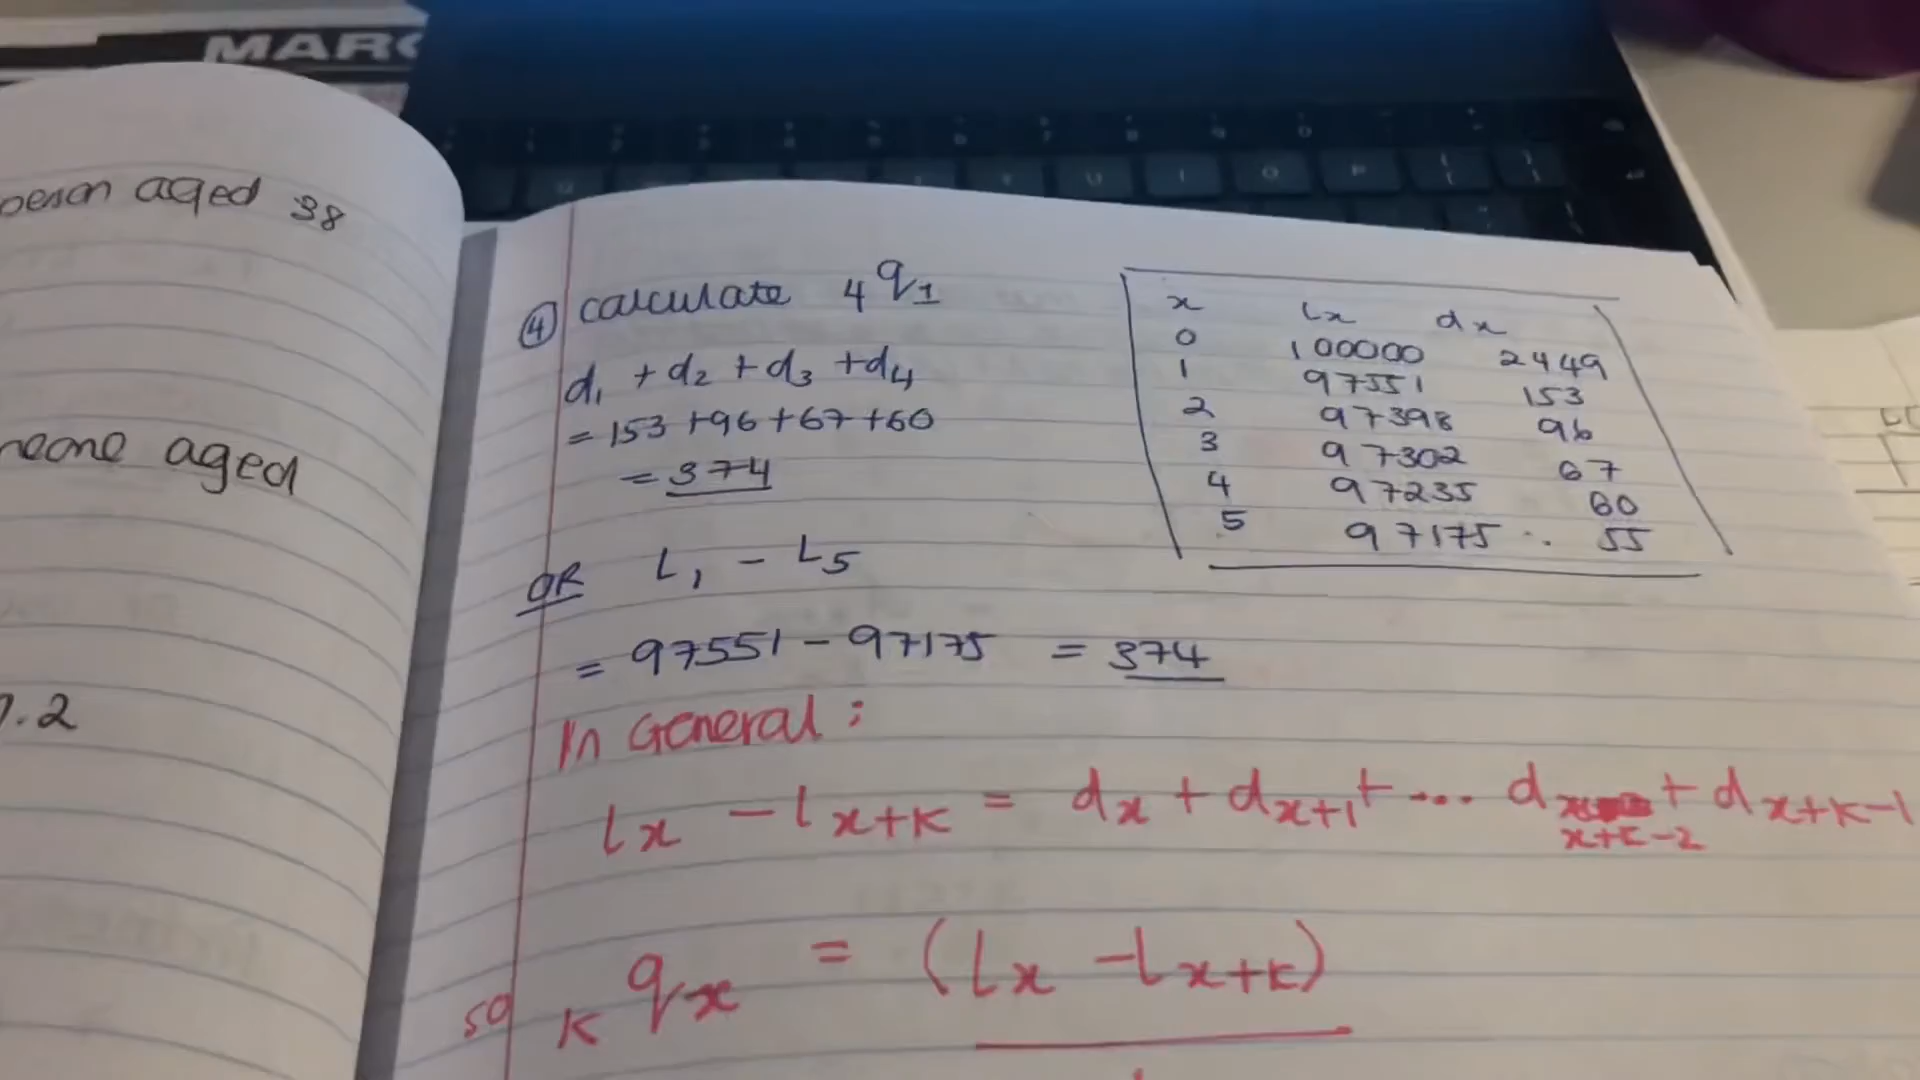 MARC
person aged 38
neone aged
7.2
④ calculate ₄q₁
d₁ + d₂ + d₃ + d₄
= 153 + 96 + 67 + 60
= 374
OR L₁ - L₅
= 97551 - 97175 = 374
x lx dx
0 100000 2449
1 97551 153
2 97398 96
3 97302 67
4 97235 60
5 97175 55
In General:
lx - lx+k = dx + dx+1 + ... dx+k-2 + dx+k-1
so kqx = (lx - lx+k)